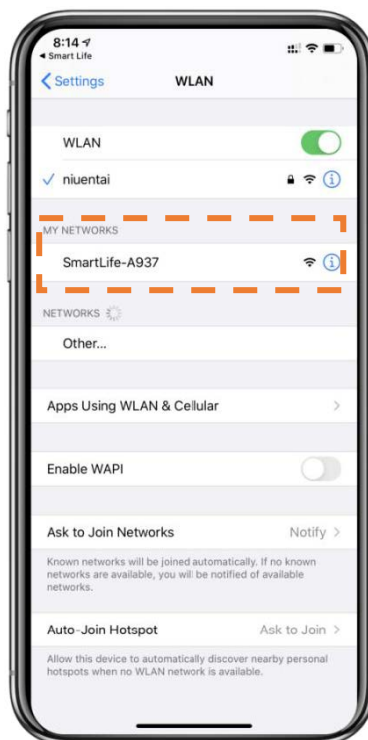 8:14
Smart Life
Settings
WLAN
WLAN
niuentai
MY NETWORKS
SmartLife-A937
NETWORKS
Other...
Apps Using WLAN & Cellular
Enable WAPI
Ask to Join Networks Notify
Known networks will be joined automatically. If no known
networks are available, you will be notified of available
networks.
Auto-Join Hotspot Ask to Join
Allow this device to automatically discover nearby personal
hotspots when no WLAN network is available.